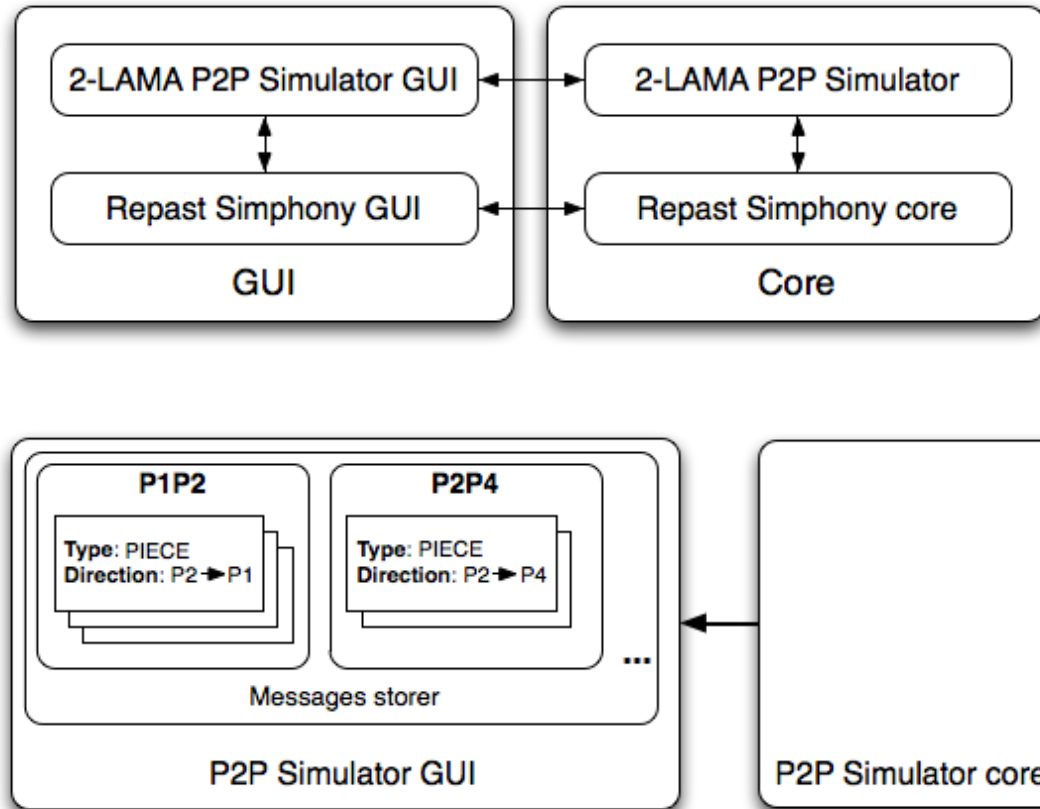 2-LAMA P2P Simulator GUI
2-LAMA P2P Simulator
Repast Simphony GUI
Repast Simphony core
GUI
Core
P1P2
Type: PIECE
Direction: P2 → P1
P2P4
Type: PIECE
Direction: P2 → P4
...
Messages storer
P2P Simulator GUI
P2P Simulator core